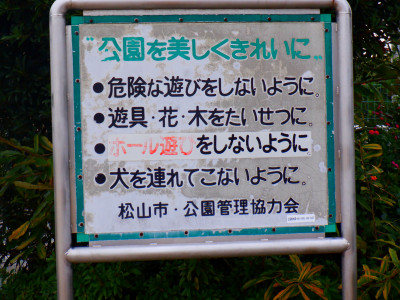 "公園を美しくきれいに"
●危険な遊びをしないように。
●遊具・花・木をたいせつに。
●ボール遊びをしないように
●犬を連れてこないように。
松山市・公園管理協力会